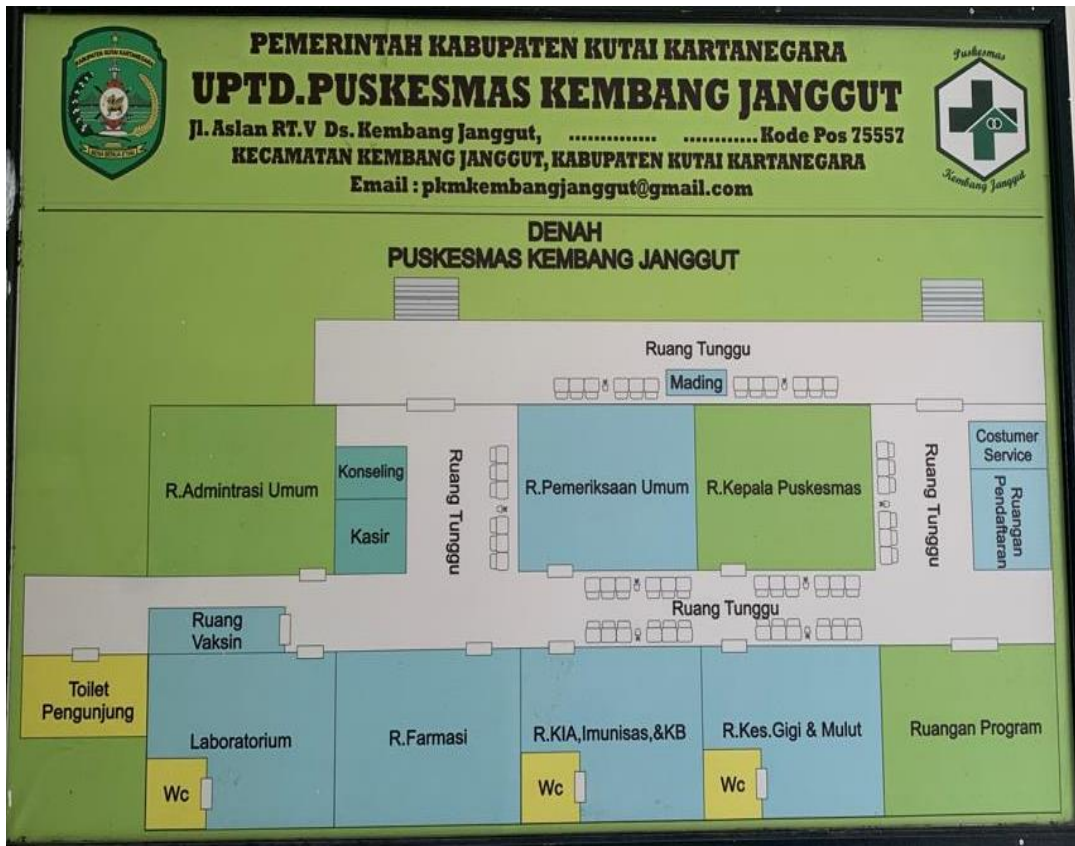 PEMERINTAH KABUPATEN KUTAI KARTANEGARA
UPTD.PUSKESMAS KEMBANG JANGGUT
Jl.Aslan RT.V Ds.Kembang Janggut, .............. ............Kode Pos 75557
KECAMATAN KEMBANG JANGGUT, KABUPATEN KUTAI KARTANEGARA
Email : pkmkembangjanggut@gmail.com
KABUPATEN KUTAI KARTANEGARA
Puskesmas
Kembang Janggut
DENAH
PUSKESMAS KEMBANG JANGGUT
Ruang Tunggu
Mading
R.Admintrasi Umum
Konseling
Kasir
Ruang Tunggu
R.Pemeriksaan Umum
R.Kepala Puskesmas
Ruang Tunggu
Costumer
Service
Ruangan
Pendaftaran
Ruang
Vaksin
Ruang Tunggu
Toilet
Pengunjung
Laboratorium
R.Farmasi
R.KIA,Imunisas,&KB
R.Kes.Gigi & Mulut
Ruangan Program
Wc
Wc
Wc